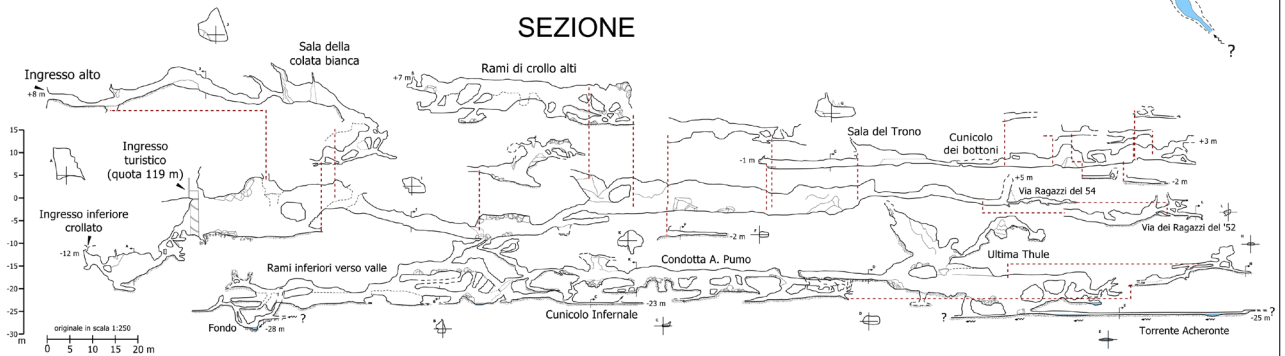 SEZIONE
?
Sala della
colata bianca
Ingresso alto
+8 m
+7 m
Rami di crollo alti
15
10
5
0
-5
-10
-15
-20
-25
-30
m
Ingresso
turistico
(quota 119 m)
Ingresso inferiore
crollato
-12 m
-1 m
Sala del Trono
Cunicolo
dei bottoni
+3 m
-2 m
+5 m
Via Ragazzi del 54
Via dei Ragazzi del '52
-2 m
Rami inferiori verso valle
Condotta A. Pumo
Ultima Thule
Cunicolo Infernale
-23 m
Fondo
-28 m
?
?
-25 m
?
Torrente Acheronte
originale in scala 1:250
0 5 10 15 20 m